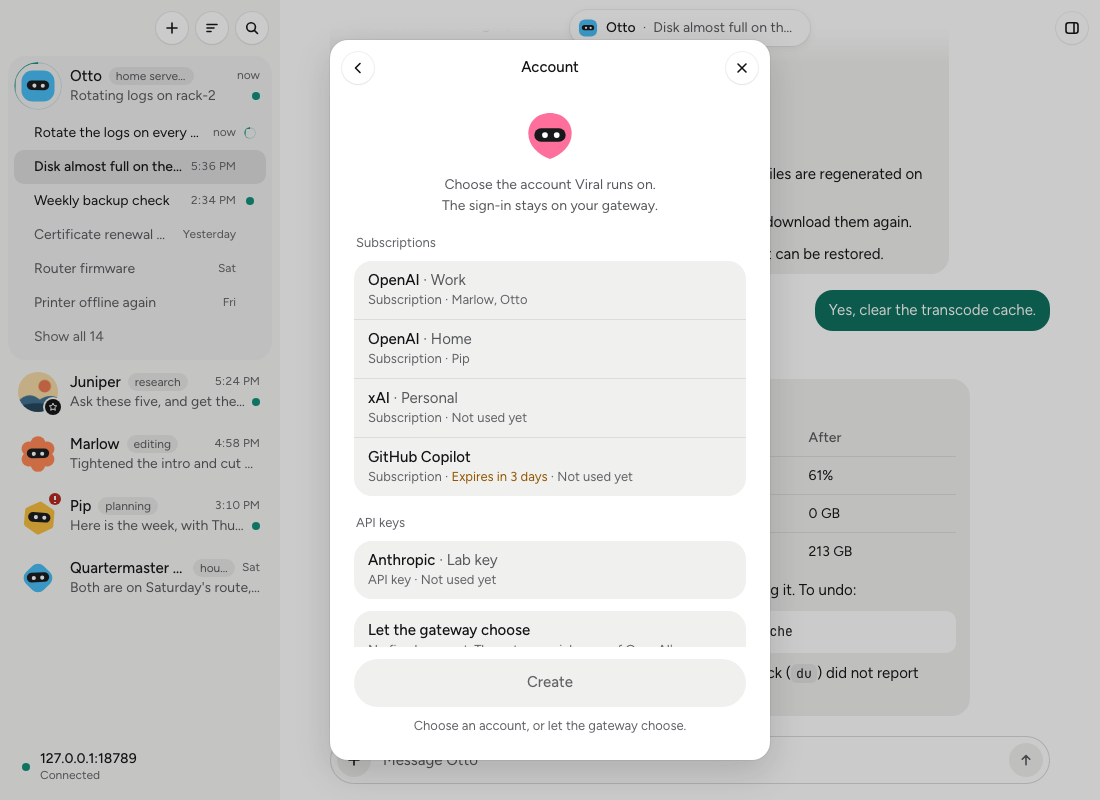 Otto home serve... now
Rotating logs on rack-2
Rotate the logs on every ... now
Disk almost full on the... 5:36 PM
Weekly backup check 2:34 PM
Certificate renewal ... Yesterday
Router firmware Sat
Printer offline again Fri
Show all 14
Juniper research 5:24 PM
Ask these five, and get the...
Marlow editing 4:58 PM
Tightened the intro and cut ...
Pip planning 3:10 PM
Here is the week, with Thu...
Quartermaster ... hou... Sat
Both are on Saturday's route,...
127.0.0.1:18789
Connected
Otto · Disk almost full on th...
Account
Choose the account Viral runs on.
The sign-in stays on your gateway.
Subscriptions
OpenAI · Work
Subscription · Marlow, Otto
OpenAI · Home
Subscription · Pip
xAI · Personal
Subscription · Not used yet
GitHub Copilot
Subscription · Expires in 3 days · Not used yet
API keys
Anthropic · Lab key
API key · Not used yet
Let the gateway choose
Create
Choose an account, or let the gateway choose.
are regenerated on
download them again.
can be restored.
Yes, clear the transcode cache.
After
61%
0 GB
213 GB
it. To undo:
(du) did not report
Message Otto